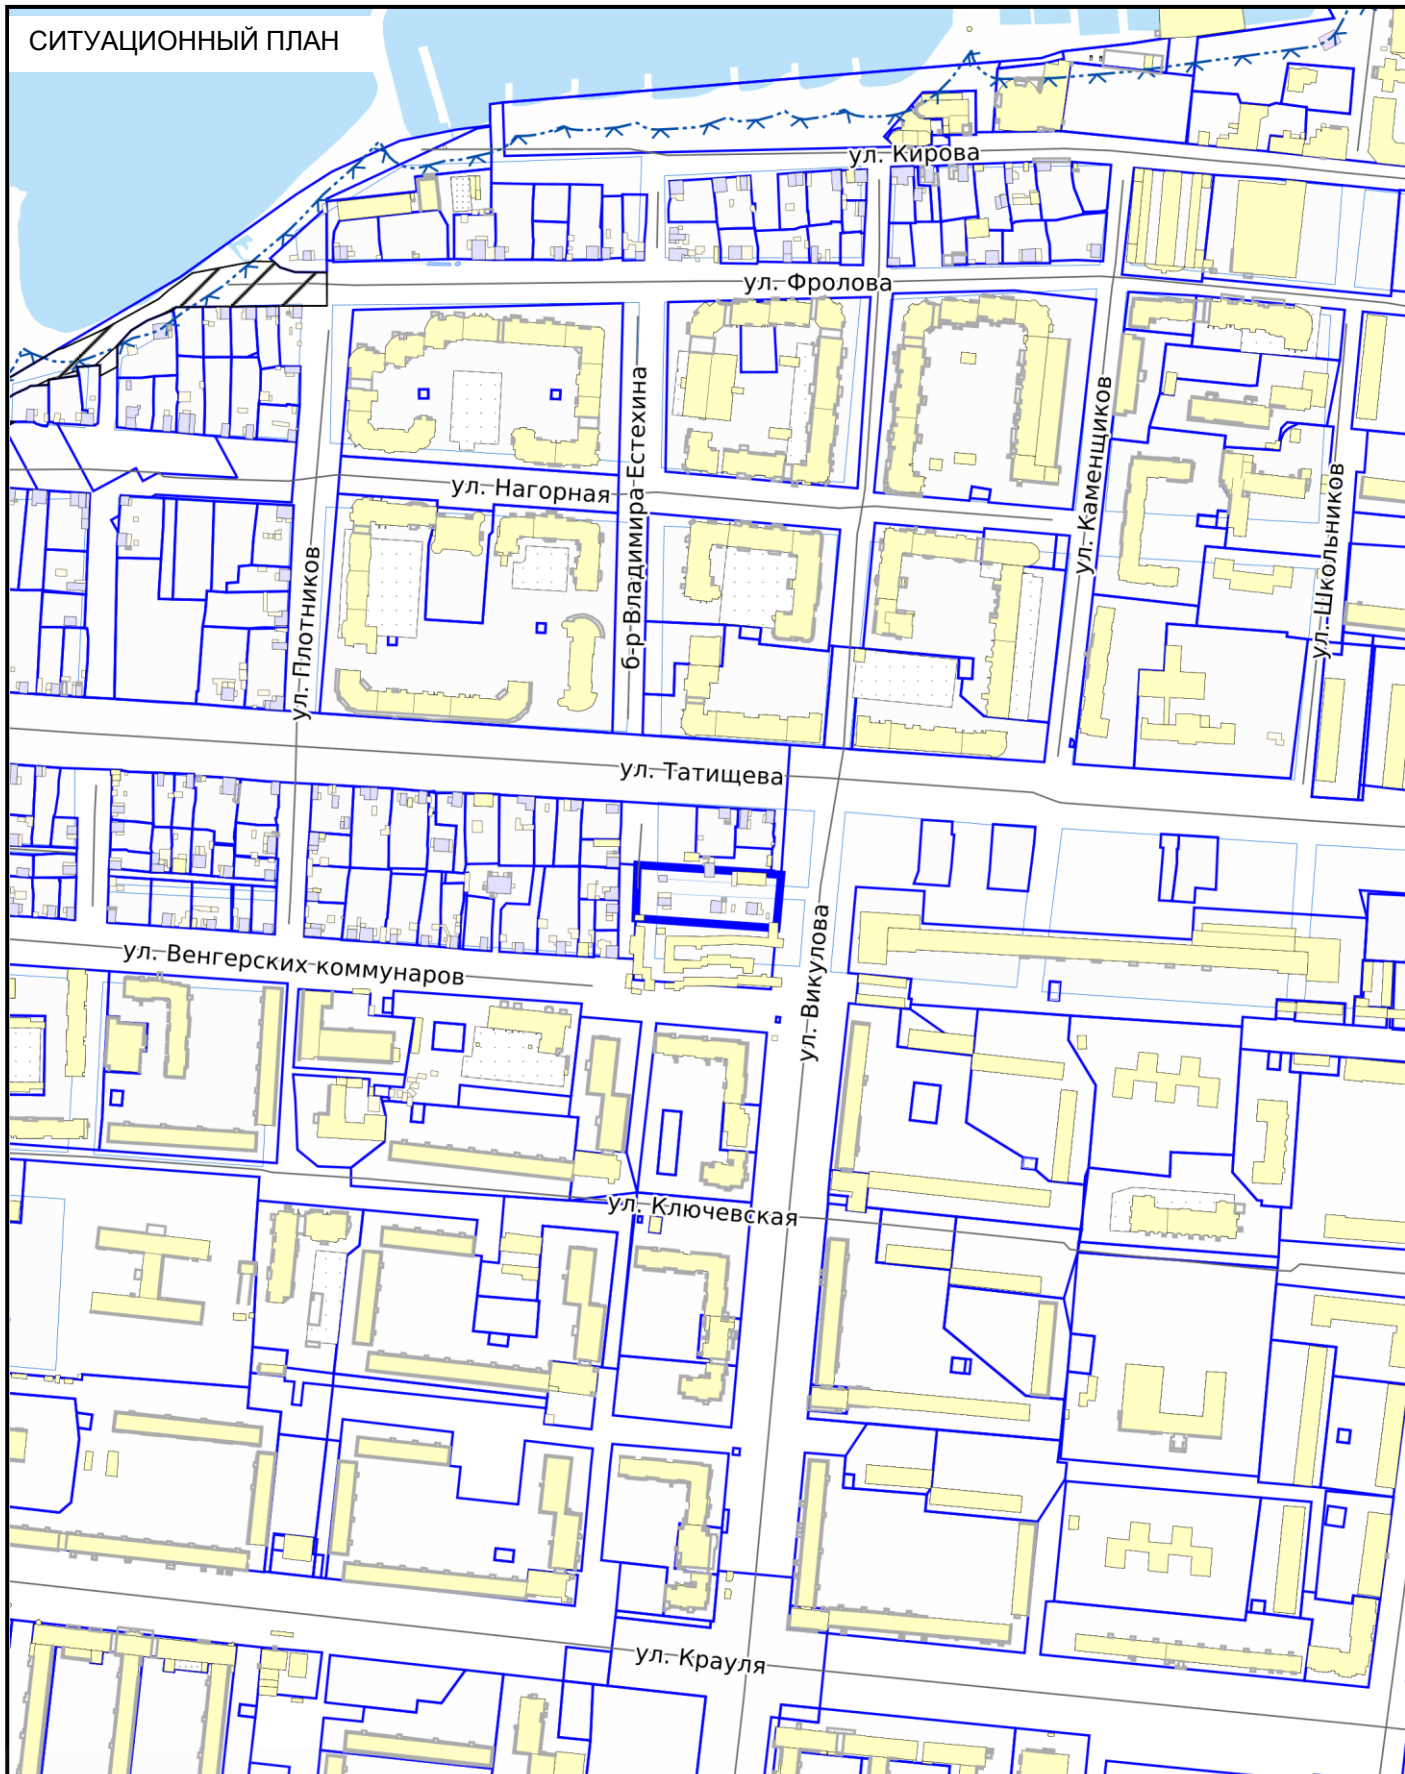 СИТУАЦИОННЫЙ ПЛАН
ул. Кирова
ул. Фролова
ул. Нагорная
б-р Владимира Естехина
ул. Каменщиков
ул. Школьников
ул. Плотников
ул. Татищева
ул. Викулова
ул. Венгерских коммунаров
ул. Ключевская
ул. Крауля